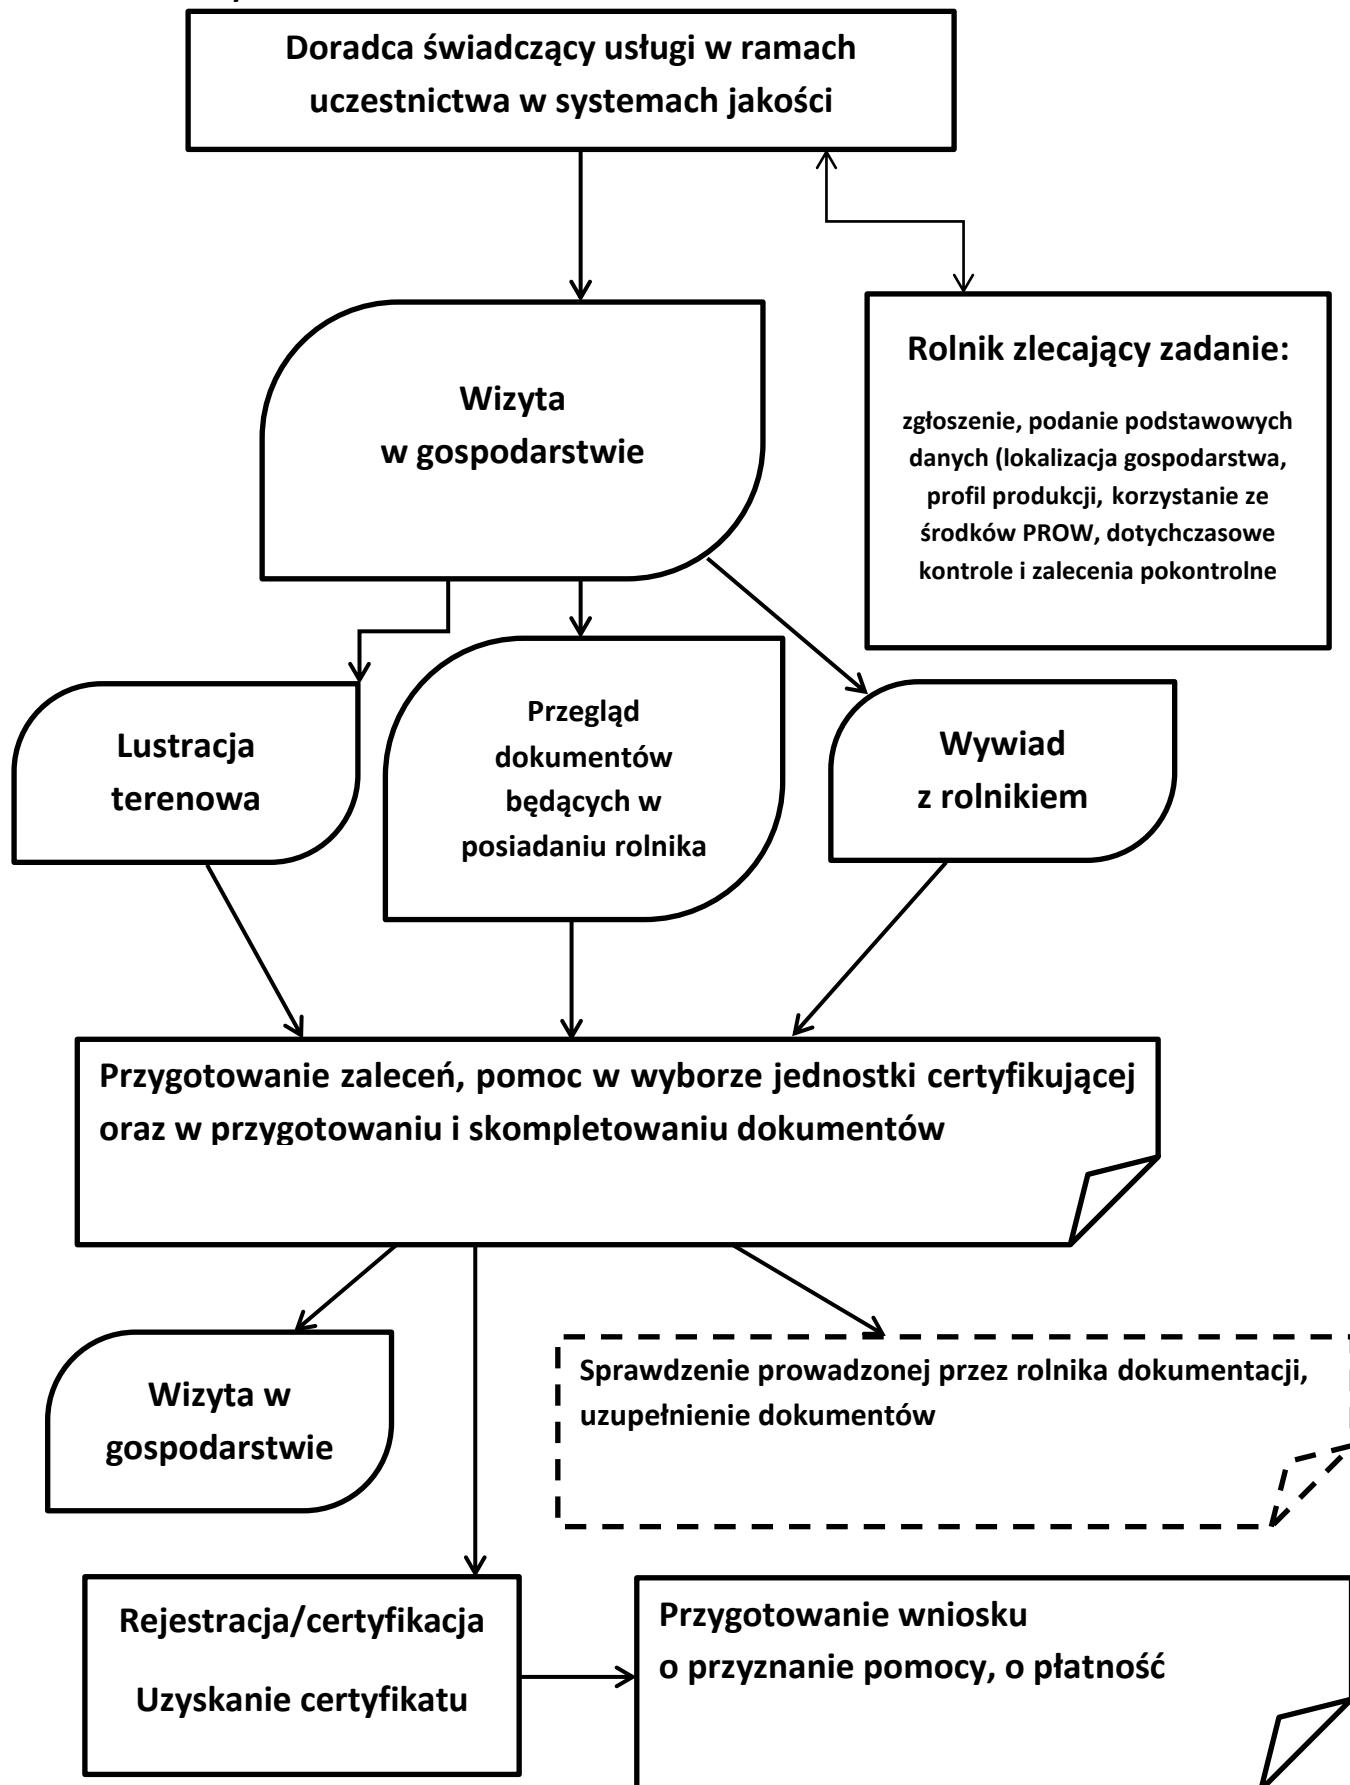 Doradca świadczący usługi w ramach
uczestnictwa w systemach jakości
Wizyta
w gospodarstwie
Rolnik zlecający zadanie:
zgłoszenie, podanie podstawowych
danych (lokalizacja gospodarstwa,
profil produkcji, korzystanie ze
środków PROW, dotychczasowe
kontrole i zalecenia pokontrolne
Lustracja
terenowa
Przegląd
dokumentów
będących w
posiadaniu rolnika
Wywiad
z rolnikiem
Przygotowanie zaleceń, pomoc w wyborze jednostki certyfikującej
oraz w przygotowaniu i skompletowaniu dokumentów
Wizyta w
gospodarstwie
Sprawdzenie prowadzonej przez rolnika dokumentacji,
uzupełnienie dokumentów
Rejestracja/certyfikacja
Uzyskanie certyfikatu
Przygotowanie wniosku
o przyznanie pomocy, o płatność